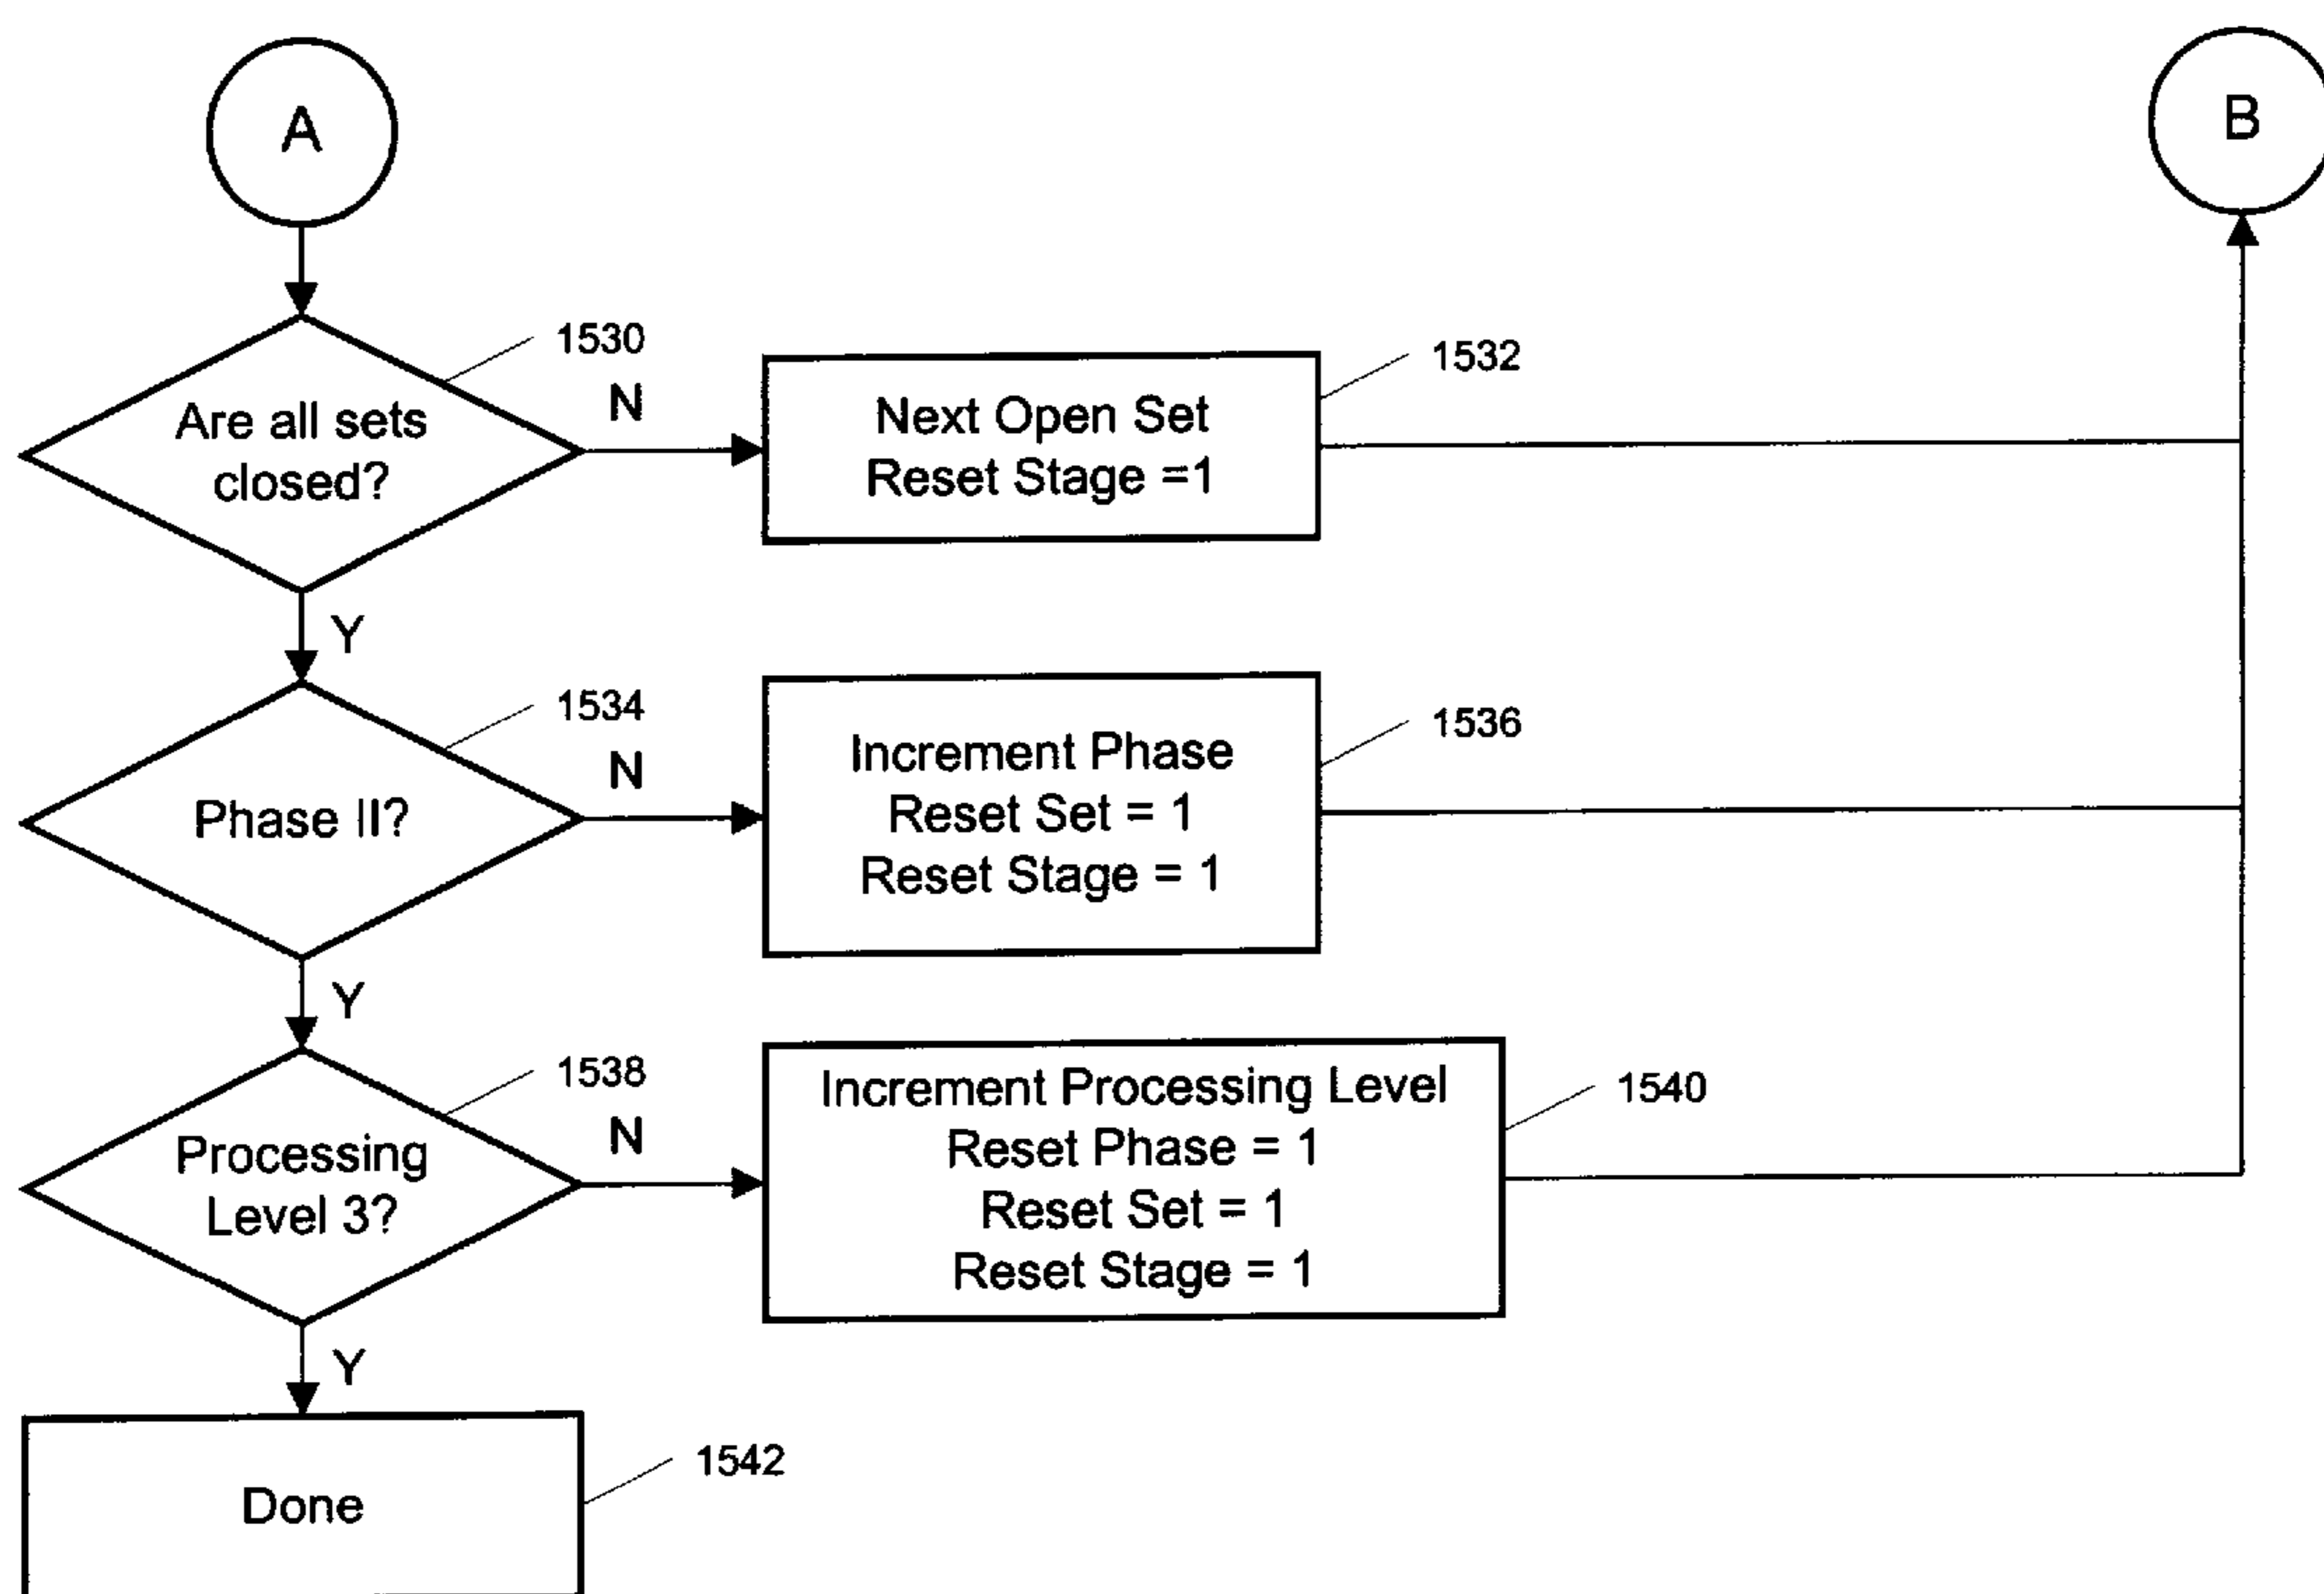 A
B
1530
Are all sets
closed?
N
1532
Next Open Set
Reset Stage =1
Y
1534
Phase II?
N
1536
Increment Phase
Reset Set = 1
Reset Stage = 1
Y
1538
Processing
Level 3?
N
1540
Increment Processing Level
Reset Phase = 1
Reset Set = 1
Reset Stage = 1
Y
1542
Done